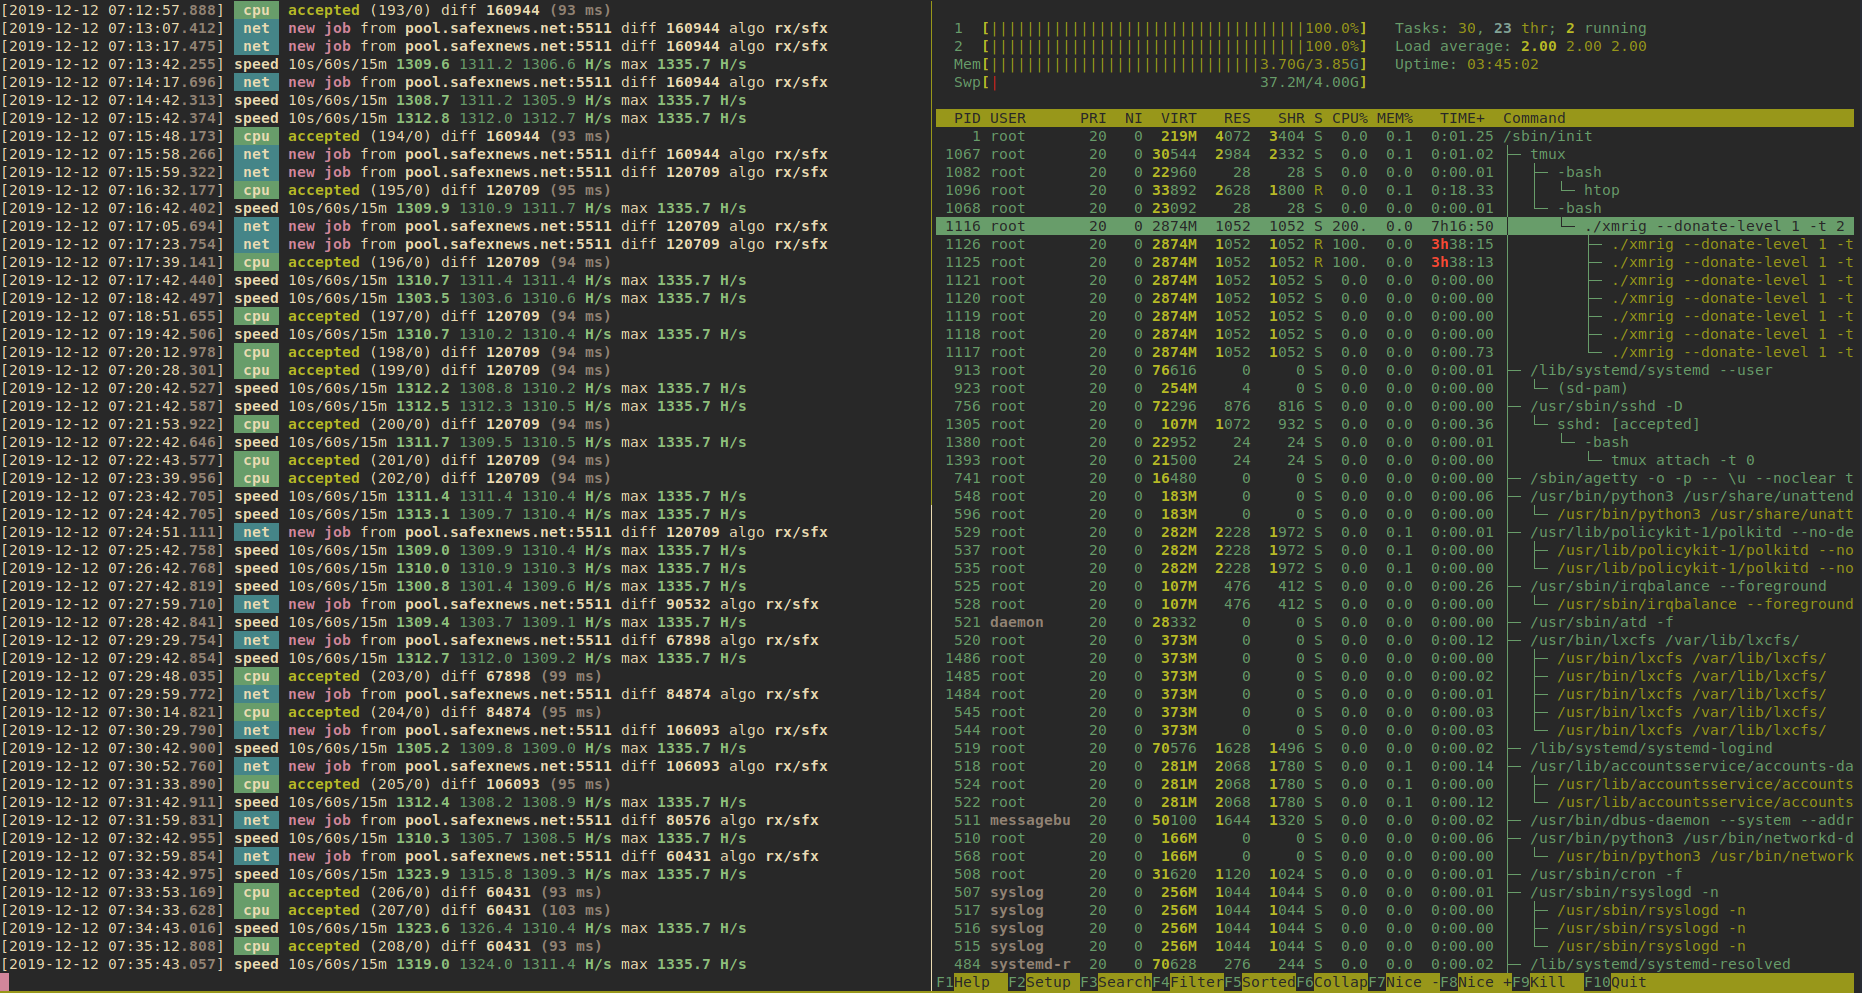 [2019-12-12 07:12:57.888] cpu accepted (193/0) diff 160944 (93 ms)
[2019-12-12 07:13:07.412] net new job from pool.safexnews.net:5511 diff 160944 algo rx/sfx
[2019-12-12 07:13:17.475] net new job from pool.safexnews.net:5511 diff 160944 algo rx/sfx
[2019-12-12 07:13:42.255] speed 10s/60s/15m 1309.6 1311.2 1306.6 H/s max 1335.7 H/s
[2019-12-12 07:14:17.696] net new job from pool.safexnews.net:5511 diff 160944 algo rx/sfx
[2019-12-12 07:14:42.313] speed 10s/60s/15m 1308.7 1311.2 1305.9 H/s max 1335.7 H/s
[2019-12-12 07:15:42.374] speed 10s/60s/15m 1312.8 1312.0 1307.0 H/s max 1335.7 H/s
[2019-12-12 07:15:48.173] cpu accepted (194/0) diff 160944 (93 ms)
[2019-12-12 07:15:58.266] net new job from pool.safexnews.net:5511 diff 160944 algo rx/sfx
[2019-12-12 07:15:59.322] net new job from pool.safexnews.net:5511 diff 120709 algo rx/sfx
[2019-12-12 07:16:32.177] cpu accepted (195/0) diff 120709 (95 ms)
[2019-12-12 07:16:42.402] speed 10s/60s/15m 1309.9 1310.9 1311.7 H/s max 1335.7 H/s
[2019-12-12 07:17:05.694] net new job from pool.safexnews.net:5511 diff 120709 algo rx/sfx
[2019-12-12 07:17:23.754] net new job from pool.safexnews.net:5511 diff 120709 algo rx/sfx
[2019-12-12 07:17:39.141] cpu accepted (196/0) diff 120709 (94 ms)
[2019-12-12 07:17:42.440] speed 10s/60s/15m 1310.7 1311.4 1311.4 H/s max 1335.7 H/s
[2019-12-12 07:18:42.497] speed 10s/60s/15m 1303.5 1303.6 1310.6 H/s max 1335.7 H/s
[2019-12-12 07:18:51.655] cpu accepted (197/0) diff 120709 (94 ms)
[2019-12-12 07:19:42.506] speed 10s/60s/15m 1310.7 1310.2 1310.4 H/s max 1335.7 H/s
[2019-12-12 07:20:12.978] cpu accepted (198/0) diff 120709 (94 ms)
[2019-12-12 07:20:28.301] cpu accepted (199/0) diff 120709 (94 ms)
[2019-12-12 07:20:42.527] speed 10s/60s/15m 1312.2 1308.8 1310.2 H/s max 1335.7 H/s
[2019-12-12 07:21:42.587] speed 10s/60s/15m 1312.5 1312.3 1310.5 H/s max 1335.7 H/s
[2019-12-12 07:21:53.922] cpu accepted (200/0) diff 120709 (94 ms)
[2019-12-12 07:22:42.646] speed 10s/60s/15m 1311.7 1309.5 1310.5 H/s max 1335.7 H/s
[2019-12-12 07:22:43.577] cpu accepted (201/0) diff 120709 (94 ms)
[2019-12-12 07:23:39.956] cpu accepted (202/0) diff 120709 (94 ms)
[2019-12-12 07:23:42.705] speed 10s/60s/15m 1311.4 1311.4 1310.4 H/s max 1335.7 H/s
[2019-12-12 07:24:42.705] speed 10s/60s/15m 1313.1 1309.7 1310.4 H/s max 1335.7 H/s
[2019-12-12 07:24:51.111] net new job from pool.safexnews.net:5511 diff 120709 algo rx/sfx
[2019-12-12 07:25:42.758] speed 10s/60s/15m 1309.0 1309.9 1310.4 H/s max 1335.7 H/s
[2019-12-12 07:26:42.768] speed 10s/60s/15m 1310.0 1310.9 1310.3 H/s max 1335.7 H/s
[2019-12-12 07:27:42.819] speed 10s/60s/15m 1300.8 1301.4 1309.6 H/s max 1335.7 H/s
[2019-12-12 07:27:59.710] net new job from pool.safexnews.net:5511 diff 90532 algo rx/sfx
[2019-12-12 07:28:42.841] speed 10s/60s/15m 1309.4 1303.7 1309.1 H/s max 1335.7 H/s
[2019-12-12 07:29:29.754] net new job from pool.safexnews.net:5511 diff 67898 algo rx/sfx
[2019-12-12 07:29:42.854] speed 10s/60s/15m 1312.7 1312.0 1309.2 H/s max 1335.7 H/s
[2019-12-12 07:29:48.035] cpu accepted (203/0) diff 67898 (99 ms)
[2019-12-12 07:29:59.772] net new job from pool.safexnews.net:5511 diff 84874 algo rx/sfx
[2019-12-12 07:30:14.821] cpu accepted (204/0) diff 84874 (95 ms)
[2019-12-12 07:30:29.790] net new job from pool.safexnews.net:5511 diff 106093 algo rx/sfx
[2019-12-12 07:30:42.900] speed 10s/60s/15m 1305.2 1309.8 1309.0 H/s max 1335.7 H/s
[2019-12-12 07:30:52.760] net new job from pool.safexnews.net:5511 diff 106093 algo rx/sfx
[2019-12-12 07:31:33.890] cpu accepted (205/0) diff 106093 (95 ms)
[2019-12-12 07:31:42.911] speed 10s/60s/15m 1312.4 1308.2 1308.9 H/s max 1335.7 H/s
[2019-12-12 07:31:59.831] net new job from pool.safexnews.net:5511 diff 80576 algo rx/sfx
[2019-12-12 07:32:42.955] speed 10s/60s/15m 1310.3 1305.7 1308.5 H/s max 1335.7 H/s
[2019-12-12 07:32:59.854] net new job from pool.safexnews.net:5511 diff 60431 algo rx/sfx
[2019-12-12 07:33:42.975] speed 10s/60s/15m 1323.9 1315.8 1309.3 H/s max 1335.7 H/s
[2019-12-12 07:33:53.169] cpu accepted (206/0) diff 60431 (93 ms)
[2019-12-12 07:34:33.628] cpu accepted (207/0) diff 60431 (103 ms)
[2019-12-12 07:34:43.016] speed 10s/60s/15m 1323.6 1326.4 1310.4 H/s max 1335.7 H/s
[2019-12-12 07:35:12.808] cpu accepted (208/0) diff 60431 (93 ms)
[2019-12-12 07:35:43.057] speed 10s/60s/15m 1319.0 1324.0 1311.4 H/s max 1335.7 H/s
1 [|||||||||||||||||||||||||||||||||||100.0%] Tasks: 30, 23 thr; 2 running
2 [|||||||||||||||||||||||||||||||||||100.0%] Load average: 2.00 2.00 2.00
Mem[||||||||||||||||||||||||||||||3.70G/3.85G] Uptime: 03:45:02
Swp[| 37.2M/4.00G]
PID USER PRI NI VIRT RES SHR S CPU% MEM% TIME+ Command
1 root 20 0 219M 4072 3404 S 0.0 0.1 0:01.25 /sbin/init
1067 root 20 0 30544 2984 2332 S 0.0 0.1 0:01.02 ├─ tmux
1082 root 20 0 22960 28 28 S 0.0 0.0 0:00.01 │ ├─ -bash
1096 root 20 0 33892 2628 1800 R 0.0 0.1 0:18.33 │ │ └─ htop
1068 root 20 0 23092 28 28 S 0.0 0.0 0:00.01 │ └─ -bash
1116 root 20 0 2874M 1052 1052 S 200. 0.0 7h16:50 │ └─ ./xmrig --donate-level 1 -t 2
1126 root 20 0 2874M 1052 1052 R 100. 0.0 3h38:15 │ ├─ ./xmrig --donate-level 1 -t
1125 root 20 0 2874M 1052 1052 R 100. 0.0 3h38:13 │ ├─ ./xmrig --donate-level 1 -t
1121 root 20 0 2874M 1052 1052 S 0.0 0.0 0:00.00 │ ├─ ./xmrig --donate-level 1 -t
1120 root 20 0 2874M 1052 1052 S 0.0 0.0 0:00.00 │ ├─ ./xmrig --donate-level 1 -t
1119 root 20 0 2874M 1052 1052 S 0.0 0.0 0:00.00 │ ├─ ./xmrig --donate-level 1 -t
1118 root 20 0 2874M 1052 1052 S 0.0 0.0 0:00.00 │ ├─ ./xmrig --donate-level 1 -t
1117 root 20 0 2874M 1052 1052 S 0.0 0.0 0:00.73 │ └─ ./xmrig --donate-level 1 -t
913 root 20 0 76616 0 0 S 0.0 0.0 0:00.01 ├─ /lib/systemd/systemd --user
923 root 20 0 254M 4 0 S 0.0 0.0 0:00.00 │ └─ (sd-pam)
756 root 20 0 72296 876 816 S 0.0 0.0 0:00.00 ├─ /usr/sbin/sshd -D
1305 root 20 0 107M 1072 932 S 0.0 0.0 0:00.36 │ └─ sshd: [accepted]
1380 root 20 0 22952 24 24 S 0.0 0.0 0:00.01 │ └─ -bash
1393 root 20 0 21500 24 24 S 0.0 0.0 0:00.00 │ └─ tmux attach -t 0
741 root 20 0 16480 0 0 S 0.0 0.0 0:00.00 ├─ /sbin/agetty -o -p -- \u --noclear t
548 root 20 0 183M 0 0 S 0.0 0.0 0:00.06 ├─ /usr/bin/python3 /usr/share/unattend
596 root 20 0 183M 0 0 S 0.0 0.0 0:00.00 │ └─ /usr/bin/python3 /usr/share/unatt
529 root 20 0 282M 2228 1972 S 0.0 0.1 0:00.01 ├─ /usr/lib/policykit-1/polkitd --no-de
537 root 20 0 282M 2228 1972 S 0.0 0.1 0:00.00 │ ├─ /usr/lib/policykit-1/polkitd --no
535 root 20 0 282M 2228 1972 S 0.0 0.1 0:00.00 │ └─ /usr/lib/policykit-1/polkitd --no
525 root 20 0 107M 476 412 S 0.0 0.0 0:00.26 ├─ /usr/sbin/irqbalance --foreground
528 root 20 0 107M 476 412 S 0.0 0.0 0:00.00 │ └─ /usr/sbin/irqbalance --foreground
521 daemon 20 0 28332 0 0 S 0.0 0.0 0:00.00 ├─ /usr/sbin/atd -f
520 root 20 0 373M 0 0 S 0.0 0.0 0:00.12 ├─ /usr/bin/lxcfs /var/lib/lxcfs/
1486 root 20 0 373M 0 0 S 0.0 0.0 0:00.00 │ ├─ /usr/bin/lxcfs /var/lib/lxcfs/
1485 root 20 0 373M 0 0 S 0.0 0.0 0:00.02 │ ├─ /usr/bin/lxcfs /var/lib/lxcfs/
1484 root 20 0 373M 0 0 S 0.0 0.0 0:00.01 │ ├─ /usr/bin/lxcfs /var/lib/lxcfs/
545 root 20 0 373M 0 0 S 0.0 0.0 0:00.03 │ ├─ /usr/bin/lxcfs /var/lib/lxcfs/
544 root 20 0 373M 0 0 S 0.0 0.0 0:00.03 │ └─ /usr/bin/lxcfs /var/lib/lxcfs/
519 root 20 0 70576 1628 1496 S 0.0 0.0 0:00.02 ├─ /lib/systemd/systemd-logind
518 root 20 0 281M 2068 1780 S 0.0 0.1 0:00.14 ├─ /usr/lib/accountsservice/accounts-da
524 root 20 0 281M 2068 1780 S 0.0 0.1 0:00.00 │ ├─ /usr/lib/accountsservice/accounts
522 root 20 0 281M 2068 1780 S 0.0 0.1 0:00.12 │ └─ /usr/lib/accountsservice/accounts
511 messagebu 20 0 50100 1644 1320 S 0.0 0.0 0:00.02 ├─ /usr/bin/dbus-daemon --system --addr
510 root 20 0 166M 0 0 S 0.0 0.0 0:00.06 ├─ /usr/bin/python3 /usr/bin/networkd-d
568 root 20 0 166M 0 0 S 0.0 0.0 0:00.00 │ └─ /usr/bin/python3 /usr/bin/network
508 root 20 0 31620 1120 1024 S 0.0 0.0 0:00.01 ├─ /usr/sbin/cron -f
507 syslog 20 0 256M 1044 1044 S 0.0 0.0 0:00.01 ├─ /usr/sbin/rsyslogd -n
517 syslog 20 0 256M 1044 1044 S 0.0 0.0 0:00.00 │ ├─ /usr/sbin/rsyslogd -n
516 syslog 20 0 256M 1044 1044 S 0.0 0.0 0:00.00 │ ├─ /usr/sbin/rsyslogd -n
515 syslog 20 0 256M 1044 1044 S 0.0 0.0 0:00.00 │ └─ /usr/sbin/rsyslogd -n
484 systemd-r 20 0 70628 276 244 S 0.0 0.0 0:00.02 ├─ /lib/systemd/systemd-resolved
F1Help F2Setup F3SearchF4FilterF5SortedF6CollapF7Nice -F8Nice +F9Kill F10Quit